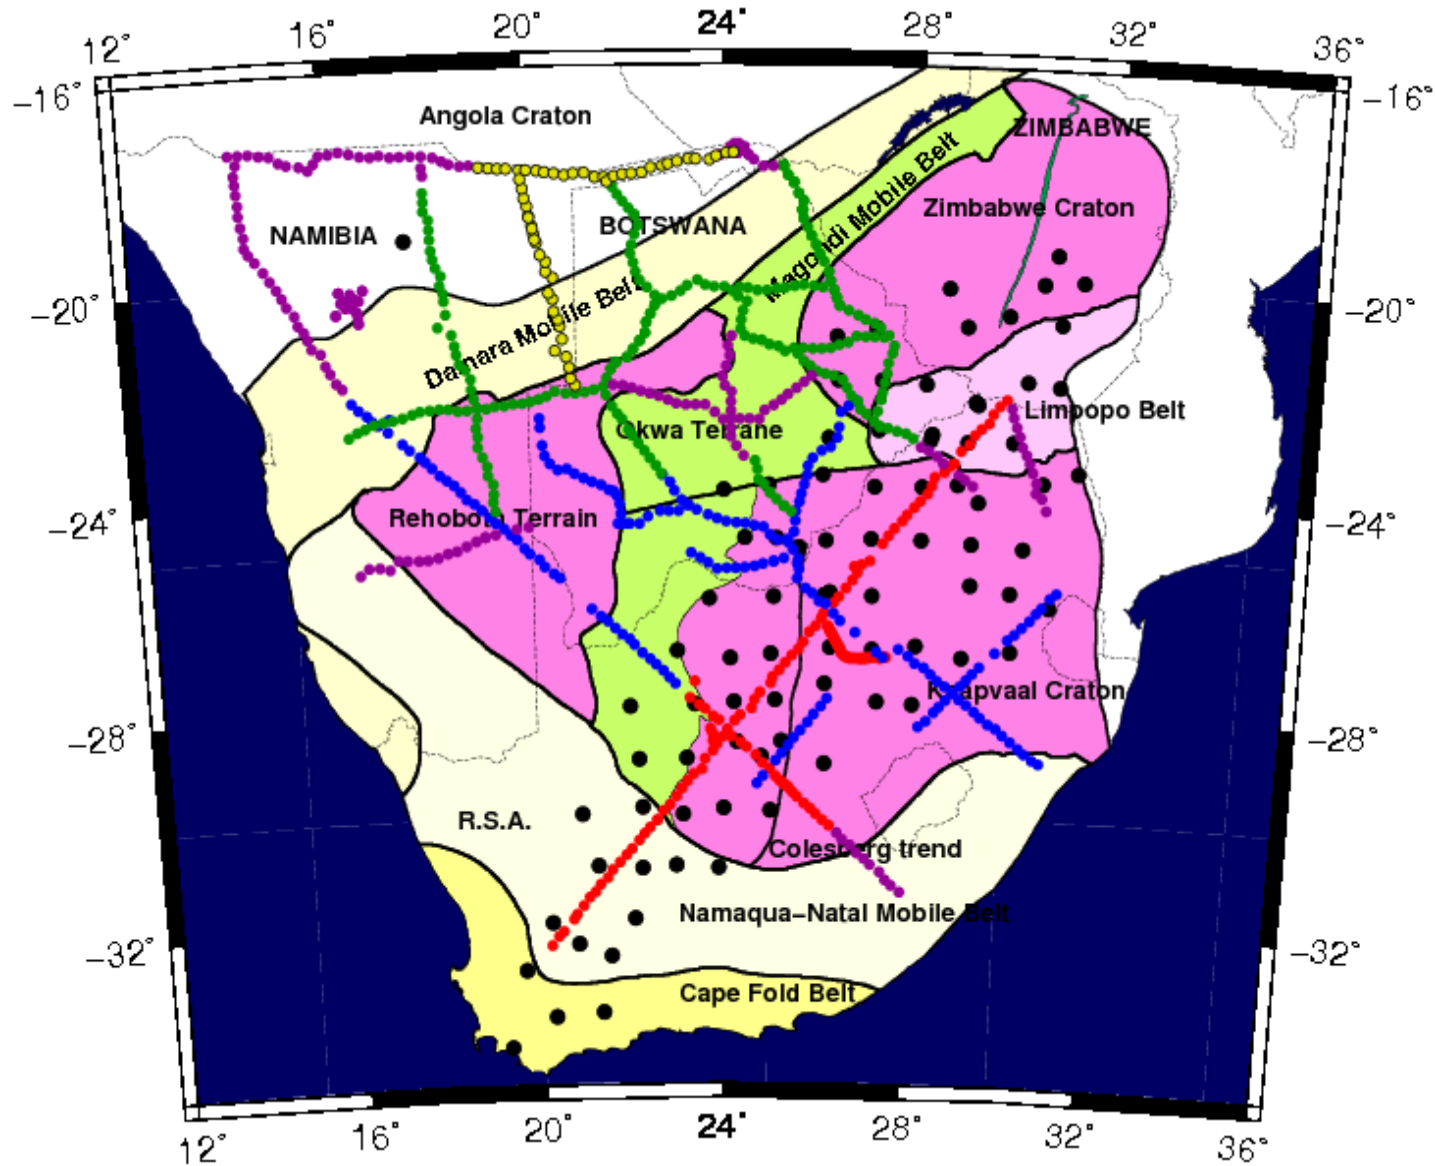 12°
16°
20°
24°
28°
32°
36°
−16°
−16°
Angola Craton
ZIMBABWE
Magondi Mobile Belt
Zimbabwe Craton
NAMIBIA
BOTSWANA
−20°
−20°
Damara Mobile Belt
Limpopo Belt
Okwa Terrane
Rehoboth Terrain
−24°
−24°
Kaapvaal Craton
−28°
−28°
R.S.A.
Colesberg trend
Namaqua−Natal Mobile Belt
−32°
−32°
Cape Fold Belt
12°
16°
20°
24°
28°
32°
36°